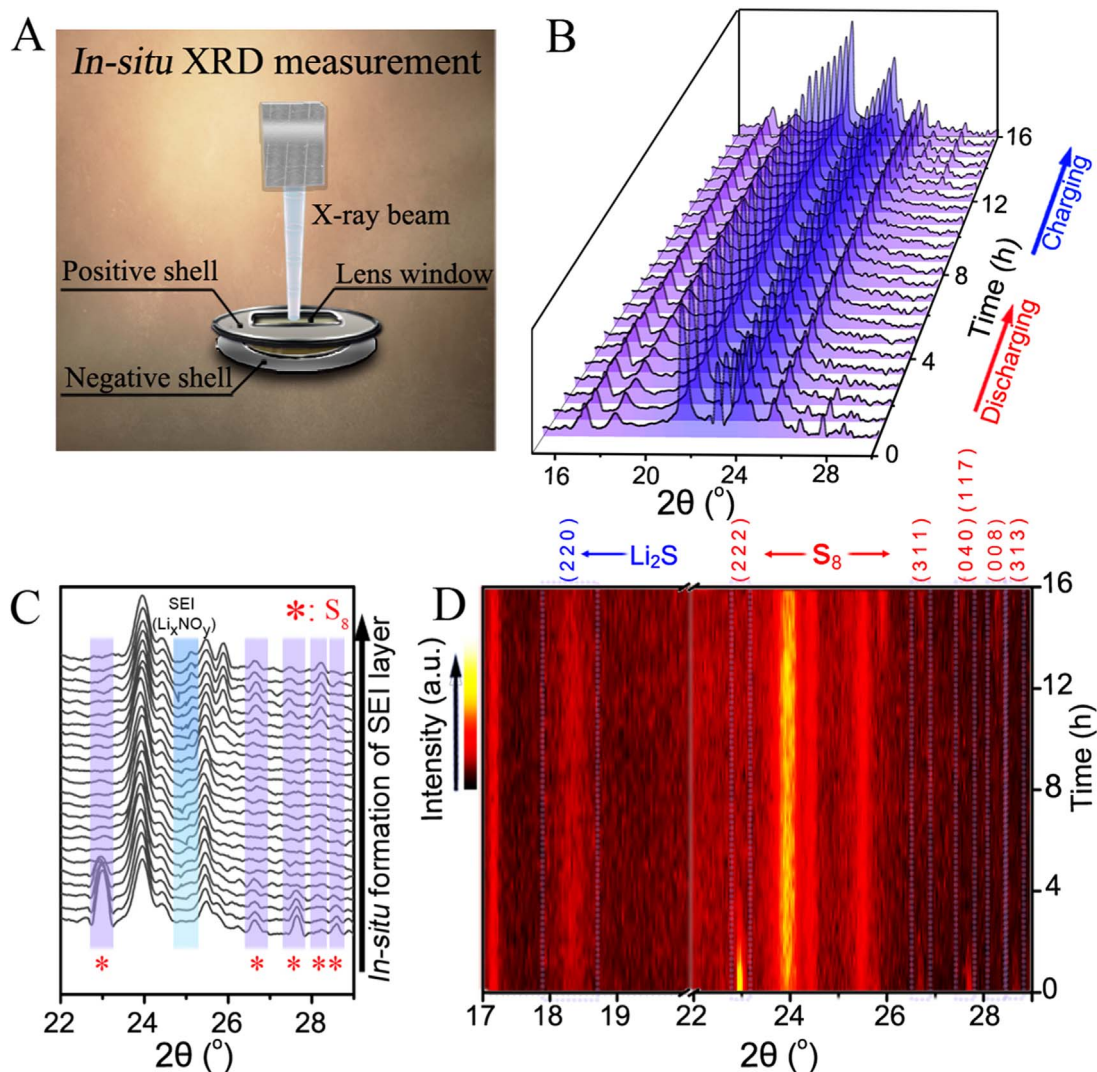 A
In-situ XRD measurement
X-ray beam
Positive shell
Lens window
Negative shell
B
16
12
8
4
0
Time (h)
Charging
Discharging
16
20
24
28
2θ (°)
C
SEI
(LiₓNOᵧ)
*: S₈
In-situ formation of SEI layer
* * * * *
22
24
26
28
2θ (°)
D
(220)
Li₂S
(222)
S₈
(311)
(040)(117)
(008)
(313)
Intensity (a.u.)
16
12
8
4
0
Time (h)
17
18
19
22
24
26
28
2θ (°)